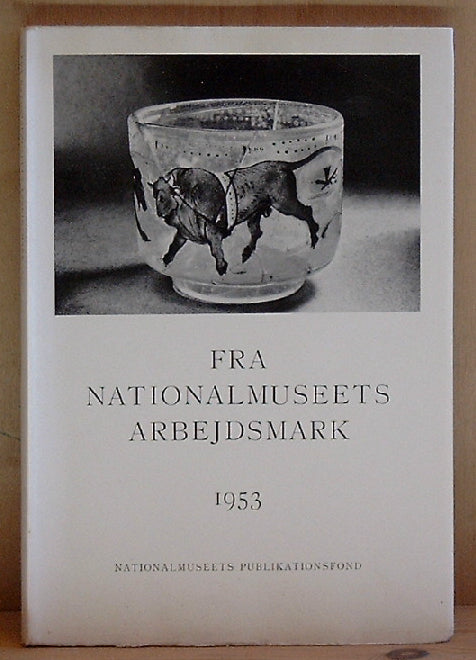 FRA
NATIONALMUSEETS
ARBEJDSMARK
1953
NATIONALMUSEETS PUBLIKATIONSFOND